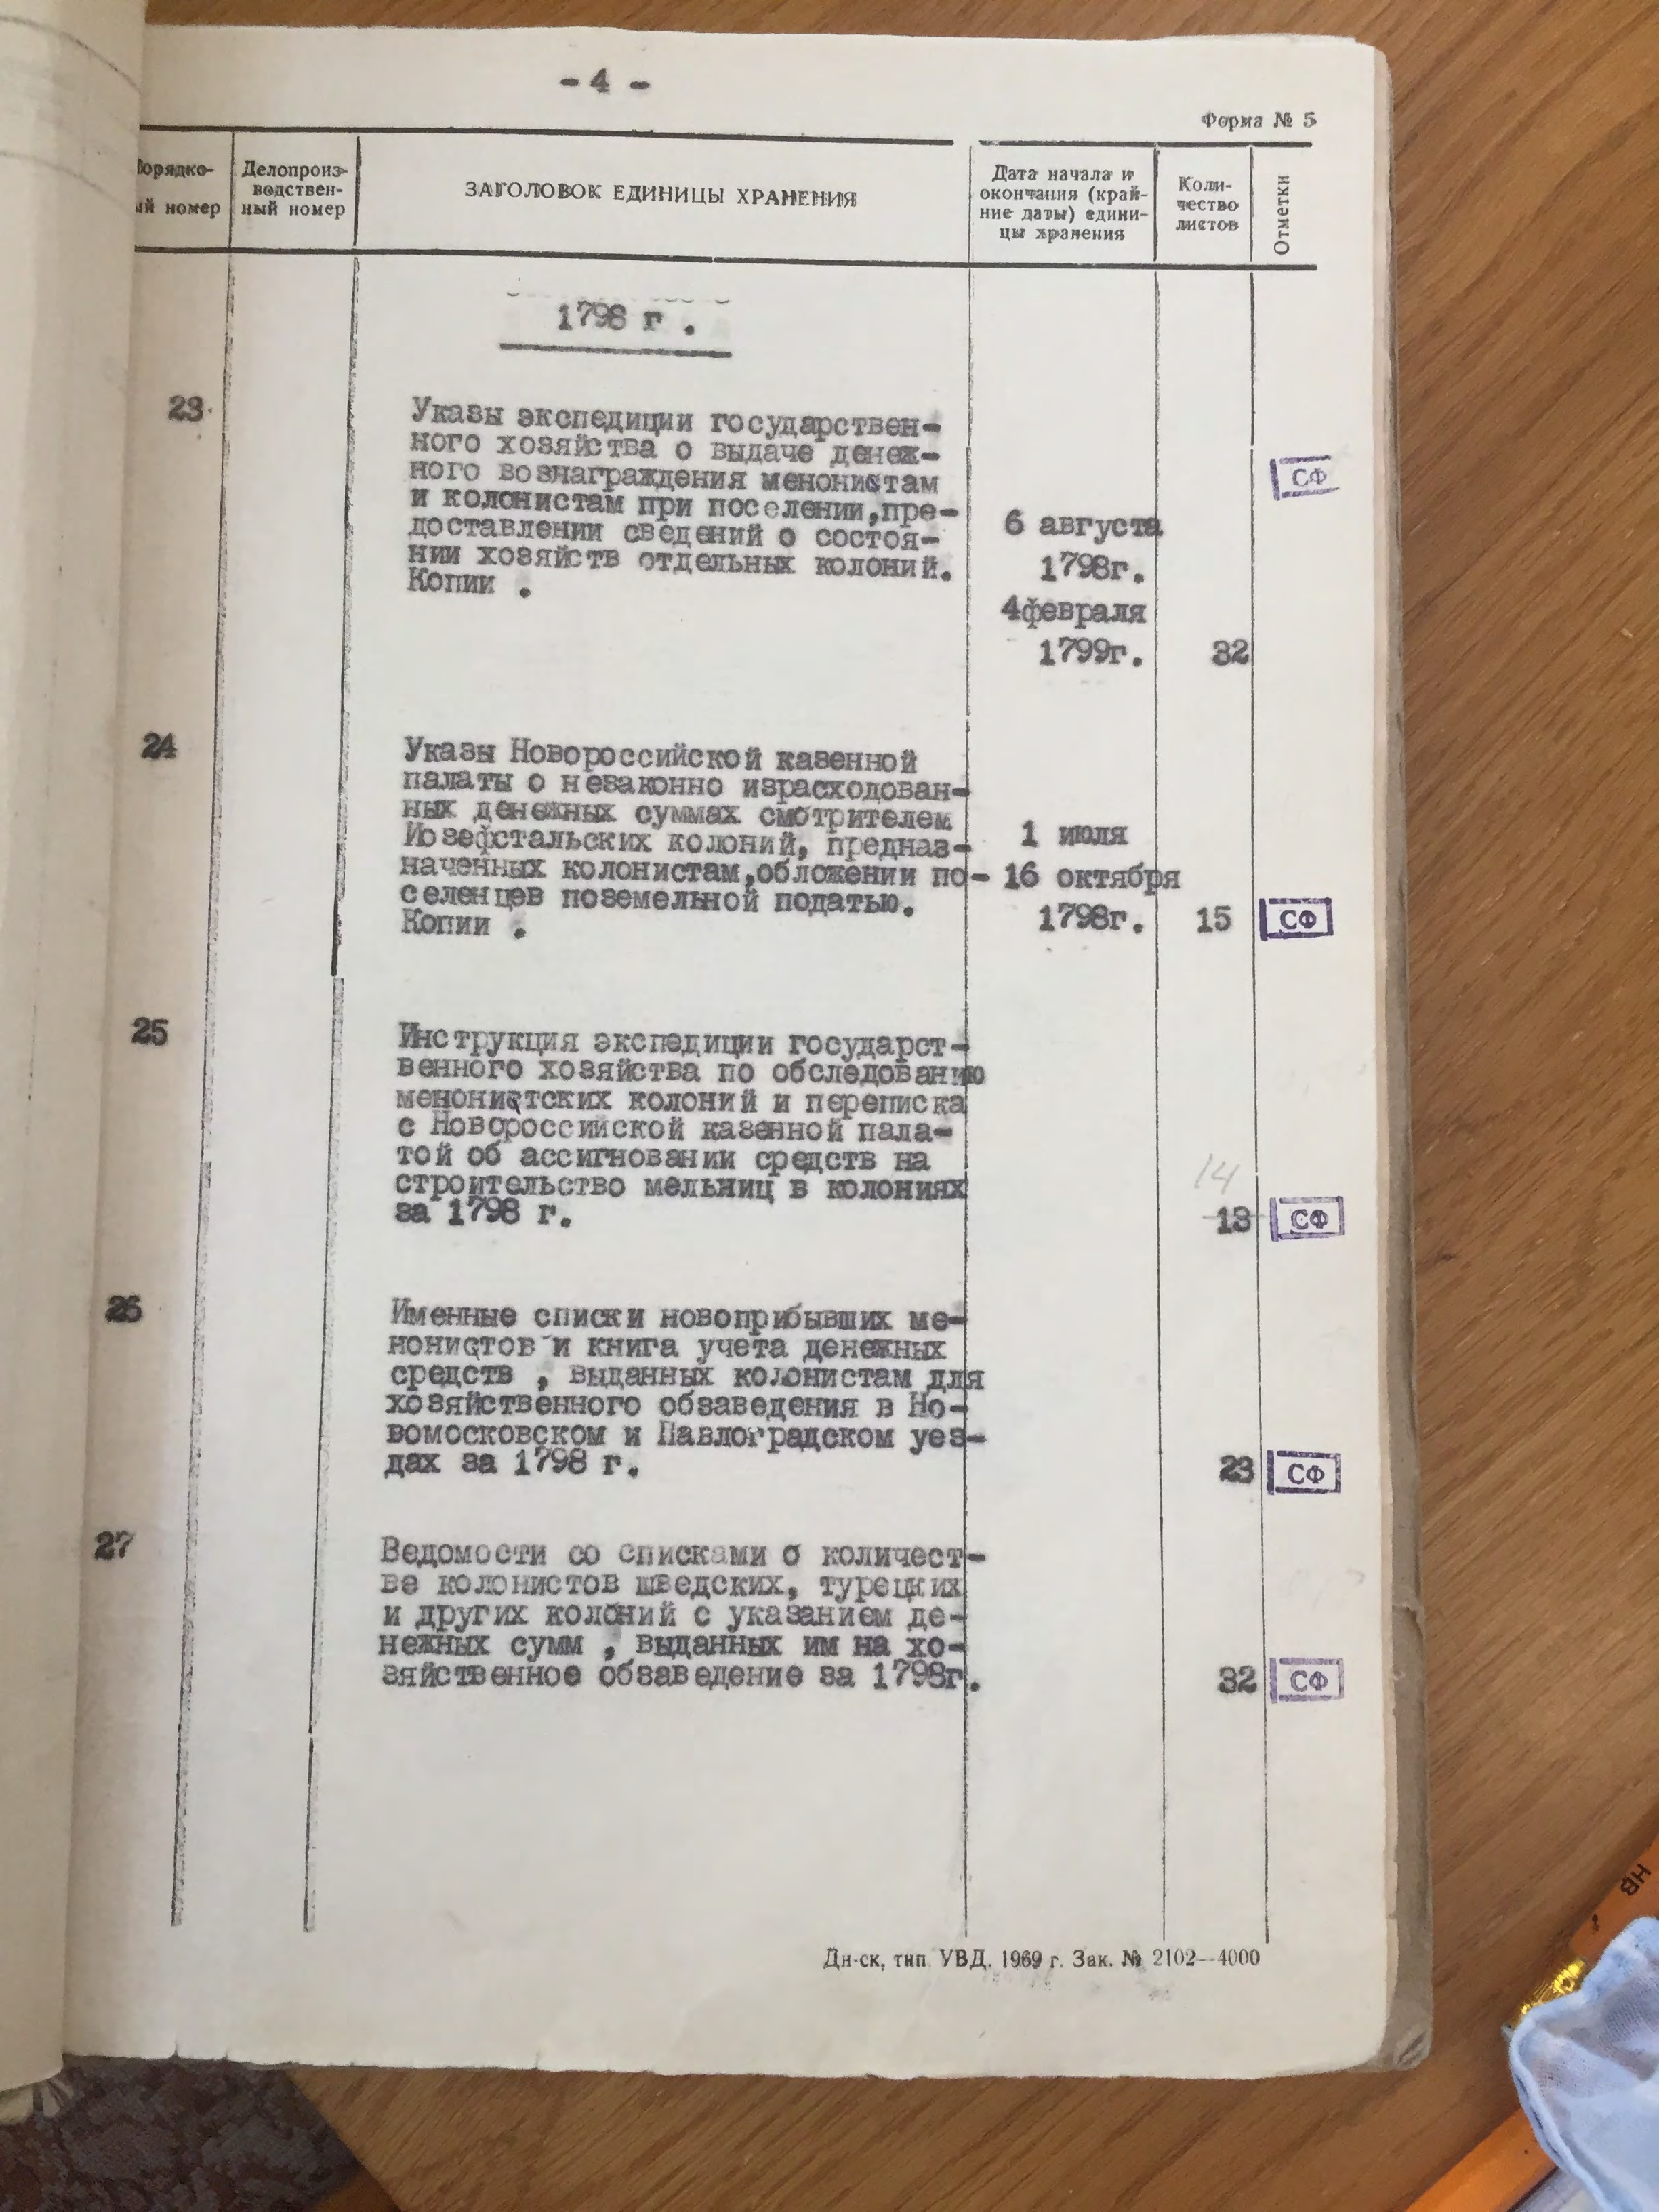 - 4 -
Форма № 5
Порядко-
ый номер
Делопроиз-
водствен-
ный номер
ЗАГОЛОВОК ЕДИНИЦЫ ХРАНЕНИЯ
Дата начала и
окончания (край-
ние даты) едини-
цы хранения
Коли-
чество
листов
Отметки
1798 г .
23
Указы экспедиции государствен-
ного хозяйства о выдаче денеж-
ного вознаграждения менонистам
и колонистам при поселении,пре-
доставлении сведений о состоя-
нии хозяйств отдельных колоний.
Копии .
6 августа
1798г.
4февраля
1799г.
32
СФ
24
Указы Новороссийской казенной
палаты о незаконно израсходован-
ных денежных суммах смотрителем
Иозефстальских колоний, предназ-
наченных колонистам,обложении по-
селенцев поземельной податью.
Копии .
1 июля
16 октября
1798г.
15
СФ
25
Инструкция экспедиции государст-
венного хозяйства по обследованию
менонистских колоний и переписка
с Новороссийской казенной пала-
той об ассигновании средств на
строительство мельниц в колониях
за 1798 г.
14
13
СФ
26
Именные списки новоприбывших ме-
нонистов и книга учета денежных
средств , выданных колонистам для
хозяйственного обзаведения в Но-
вомосковском и Павлоградском уез-
дах за 1798 г.
23
СФ
27
Ведомости со списками о количест-
ве колонистов шведских, турецких
и других колоний с указанием де-
нежных сумм , выданных им на хо-
зяйственное обзаведение за 1798г.
32
СФ
Дн-ск, тип УВД. 1969 г. Зак. № 2102—4000
HB